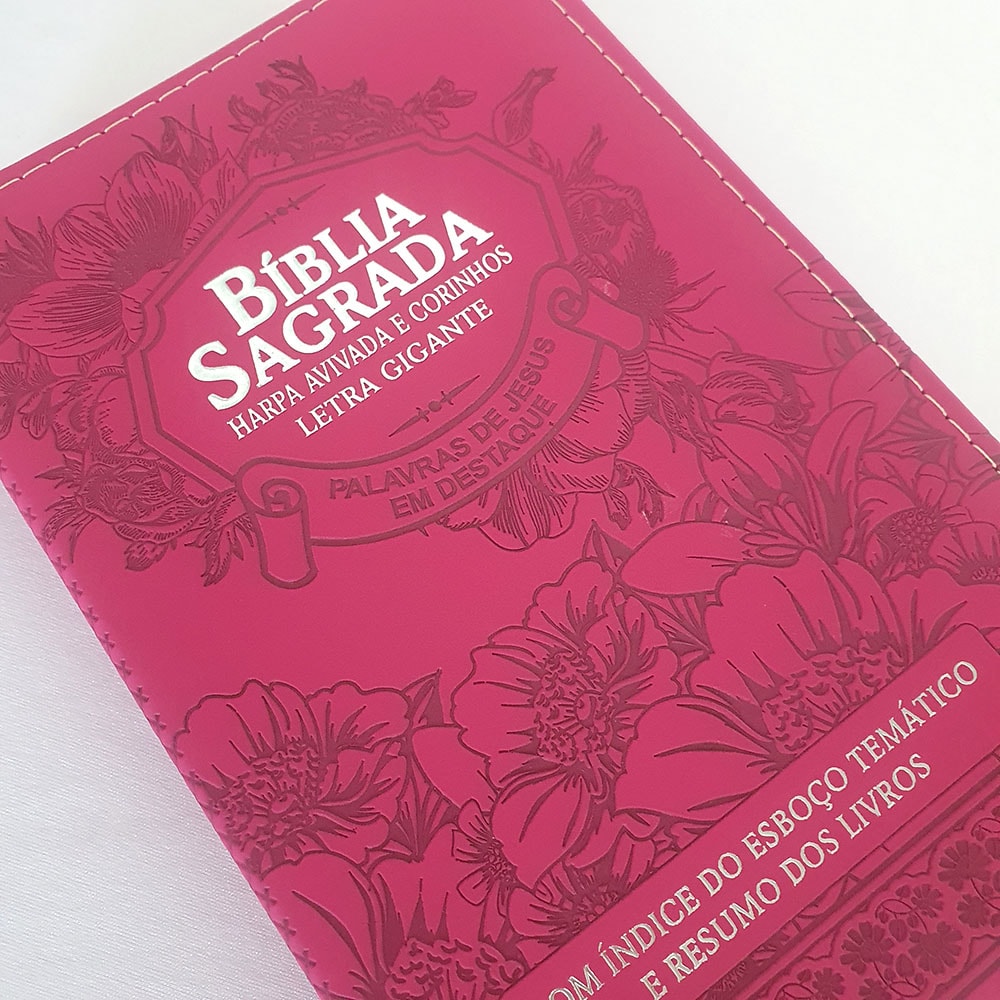 BÍBLIA
SAGRADA
HARPA AVIVADA E CORINHOS
LETRA GIGANTE
PALAVRAS DE JESUS
EM DESTAQUE
OM ÍNDICE DO ESBOÇO TEMÁTICO
E RESUMO DOS LIVROS